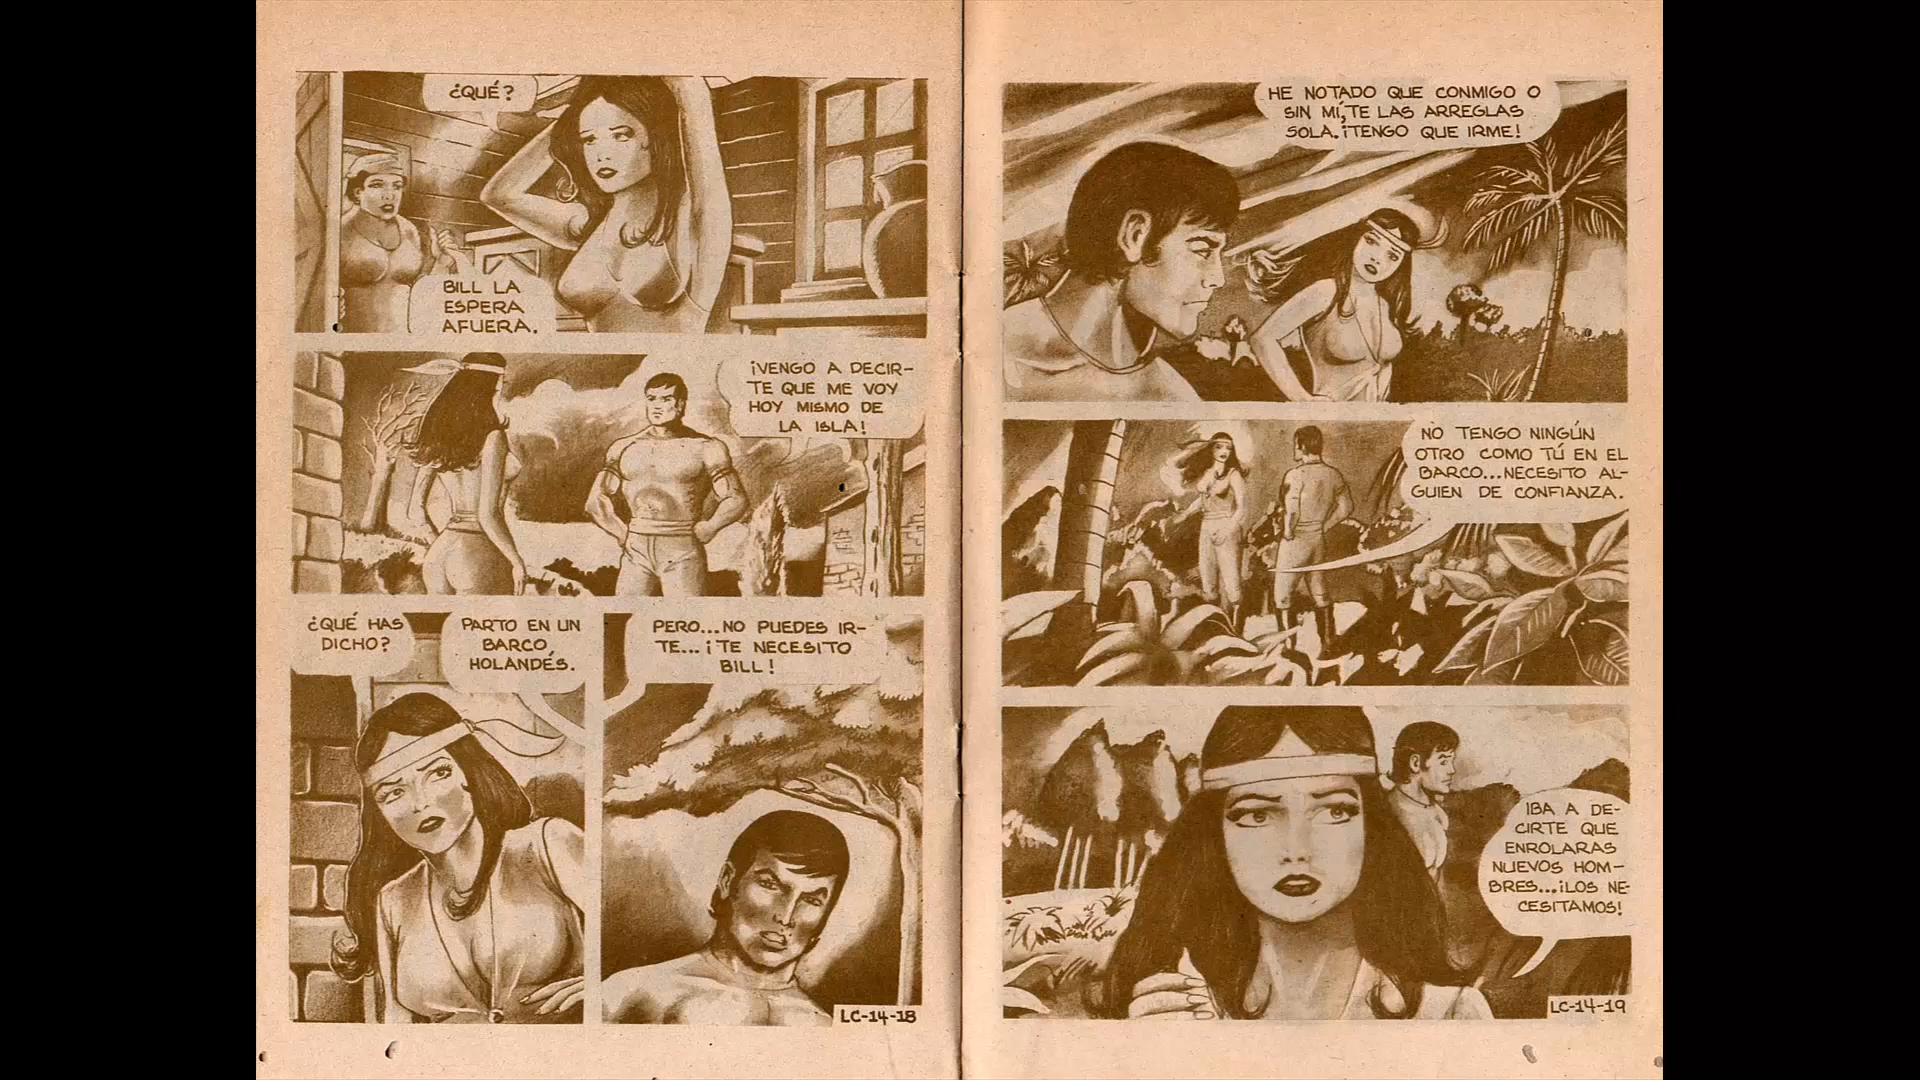 ¿QUÉ?
BILL LA
ESPERA
AFUERA.
¡VENGO A DECIR-
TE QUE ME VOY
HOY MISMO DE
LA ISLA!
¿QUÉ HAS
DICHO?
PARTO EN UN
BARCO
HOLANDÉS.
PERO...NO PUEDES IR-
TE...¡TE NECESITO
BILL!
LC-14-18
HE NOTADO QUE CONMIGO O
SIN MÍ, TE LAS ARREGLAS
SOLA. ¡TENGO QUE IRME!
NO TENGO NINGÚN
OTRO COMO TÚ EN EL
BARCO...NECESITO AL-
GUIEN DE CONFIANZA.
IBA A DE-
CIRTE QUE
ENROLARAS
NUEVOS HOM-
BRES...¡LOS NE-
CESITAMOS!
LC-14-19